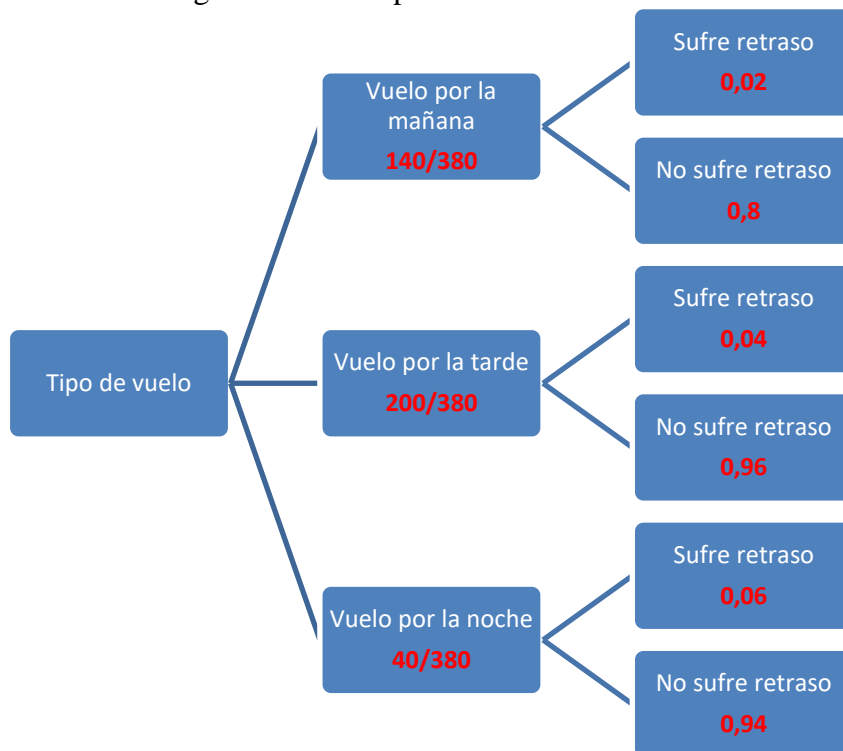 Sufre retraso
0,02
Vuelo por la
mañana
140/380
No sufre retraso
0,8
Sufre retraso
0,04
Tipo de vuelo
Vuelo por la tarde
200/380
No sufre retraso
0,96
Sufre retraso
0,06
Vuelo por la noche
40/380
No sufre retraso
0,94